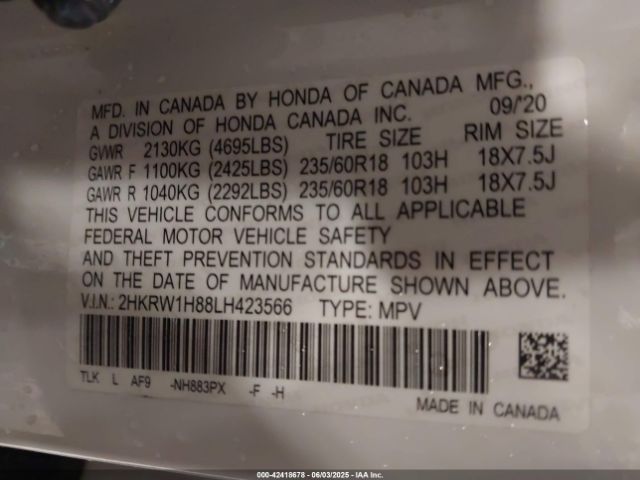 MFD. IN CANADA BY HONDA OF CANADA MFG.,
A DIVISION OF HONDA CANADA INC. 09/'20
GVWR 2130KG (4695LBS) TIRE SIZE RIM SIZE
GAWR F 1100KG (2425LBS) 235/60R18 103H 18X7.5J
GAWR R 1040KG (2292LBS) 235/60R18 103H 18X7.5J
THIS VEHICLE CONFORMS TO ALL APPLICABLE
FEDERAL MOTOR VEHICLE SAFETY
AND THEFT PREVENTION STANDARDS IN EFFECT
ON THE DATE OF MANUFACTURE SHOWN ABOVE.
V.I.N.: 2HKRW1H88LH423566 TYPE: MPV
TLK L AF9 -NH883PX -F -H
MADE IN CANADA
000-42418678 - 06/03/2025 - IAA Inc.